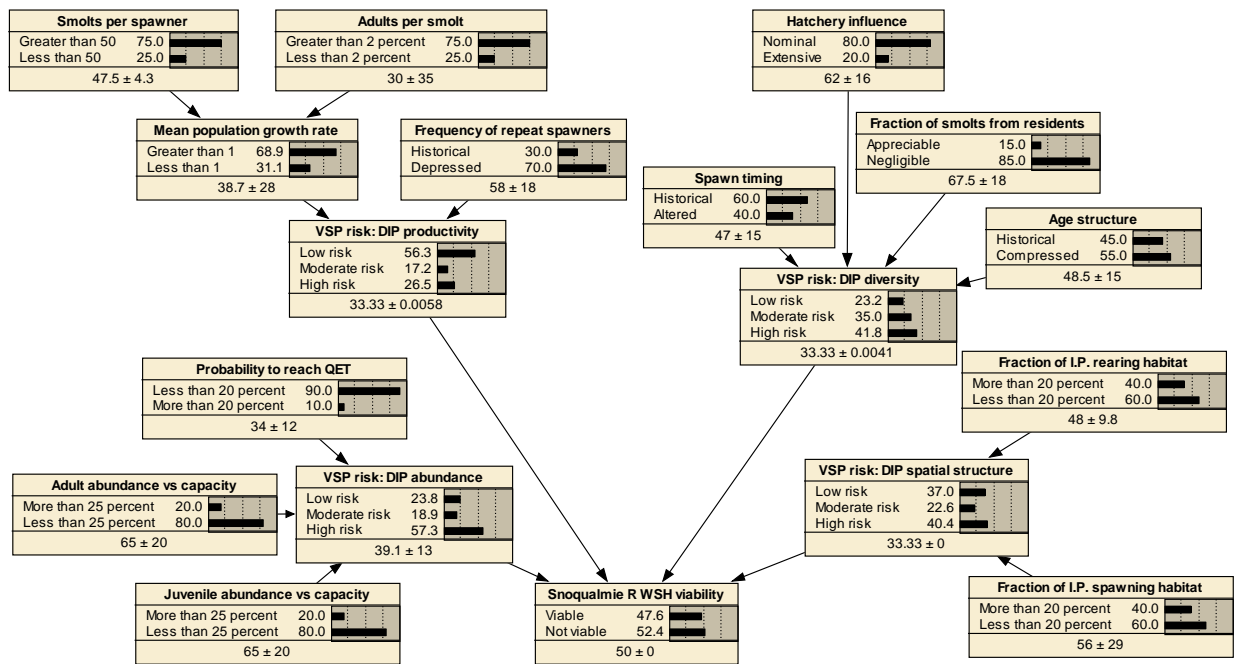 Smolts per spawner
Greater than 50 75.0
Less than 50 25.0
47.5 ± 4.3
Adults per smolt
Greater than 2 percent 75.0
Less than 2 percent 25.0
30 ± 35
Hatchery influence
Nominal 80.0
Extensive 20.0
62 ± 16
Mean population growth rate
Greater than 1 68.9
Less than 1 31.1
38.7 ± 28
Frequency of repeat spawners
Historical 30.0
Depressed 70.0
58 ± 18
Fraction of smolts from residents
Appreciable 15.0
Negligible 85.0
67.5 ± 18
Spawn timing
Historical 60.0
Altered 40.0
47 ± 15
Age structure
Historical 45.0
Compressed 55.0
48.5 ± 15
VSP risk: DIP productivity
Low risk 56.3
Moderate risk 17.2
High risk 26.5
33.33 ± 0.0058
VSP risk: DIP diversity
Low risk 23.2
Moderate risk 35.0
High risk 41.8
33.33 ± 0.0041
Probability to reach QET
Less than 20 percent 90.0
More than 20 percent 10.0
34 ± 12
Fraction of I.P. rearing habitat
More than 20 percent 40.0
Less than 20 percent 60.0
48 ± 9.8
Adult abundance vs capacity
More than 25 percent 20.0
Less than 25 percent 80.0
65 ± 20
VSP risk: DIP abundance
Low risk 23.8
Moderate risk 18.9
High risk 57.3
39.1 ± 13
VSP risk: DIP spatial structure
Low risk 37.0
Moderate risk 22.6
High risk 40.4
33.33 ± 0
Juvenile abundance vs capacity
More than 25 percent 20.0
Less than 25 percent 80.0
65 ± 20
Snoqualmie R WSH viability
Viable 47.6
Not viable 52.4
50 ± 0
Fraction of I.P. spawning habitat
More than 20 percent 40.0
Less than 20 percent 60.0
56 ± 29